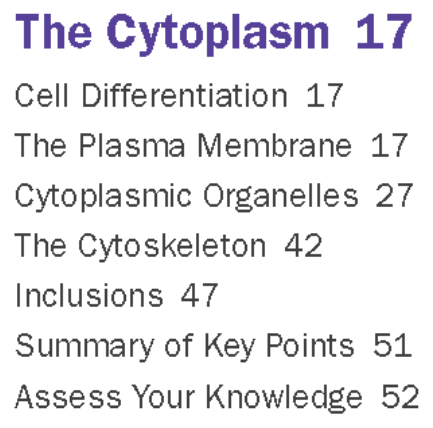 The Cytoplasm 17
Cell Differentiation 17
The Plasma Membrane 17
Cytoplasmic Organelles 27
The Cytoskeleton 42
Inclusions 47
Summary of Key Points 51
Assess Your Knowledge 52